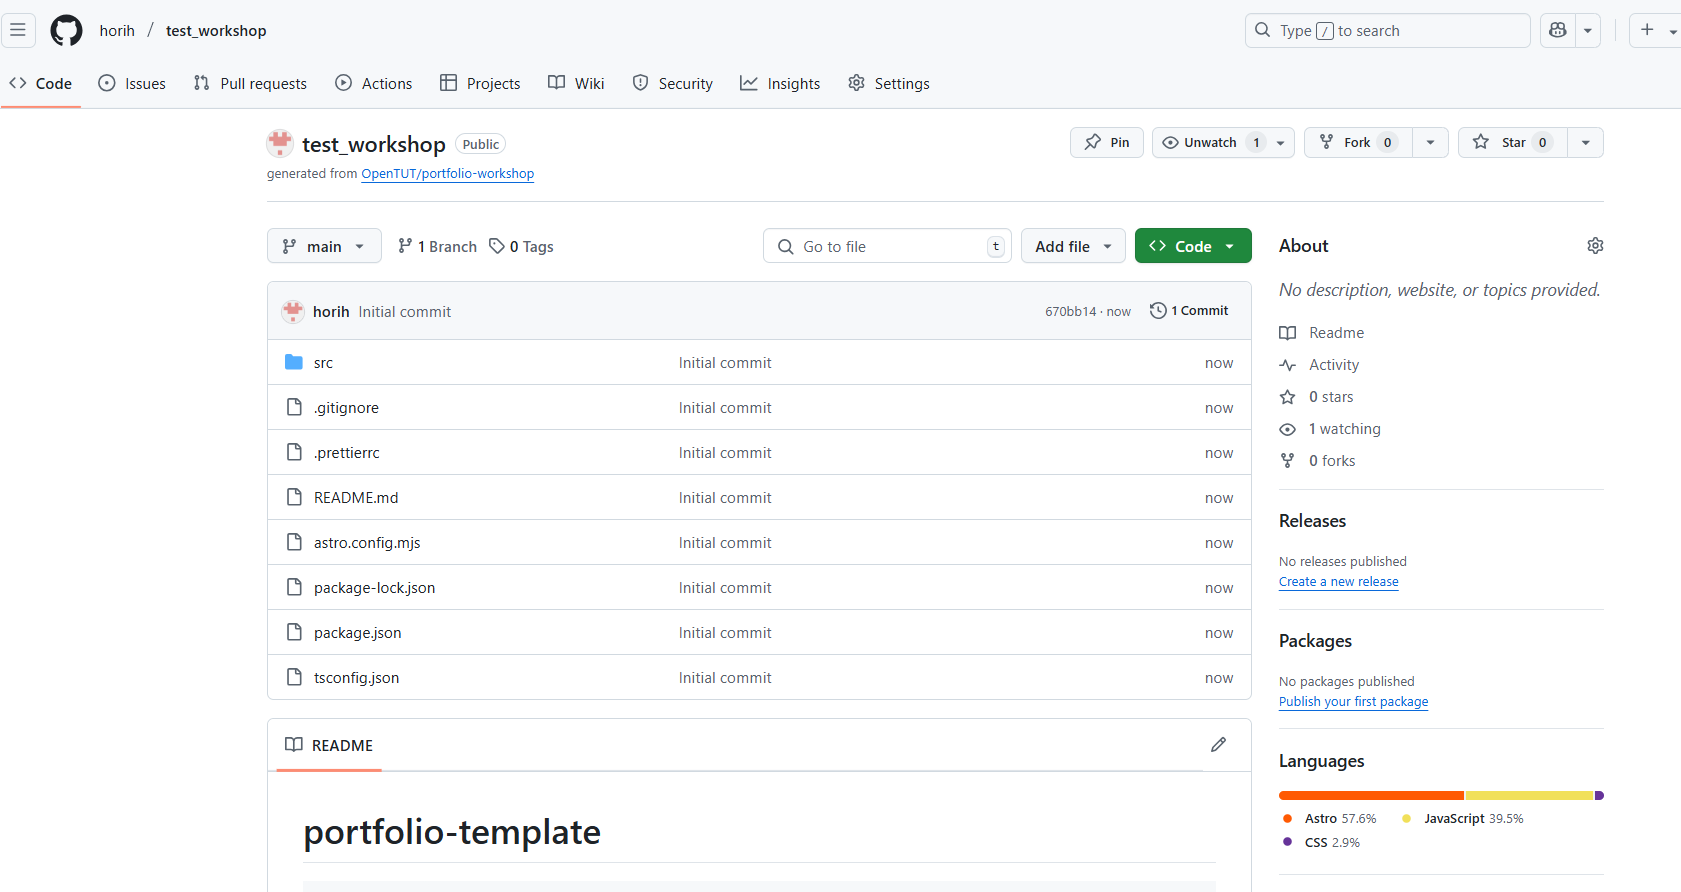 horih / test_workshop
Type / to search
Code
Issues
Pull requests
Actions
Projects
Wiki
Security
Insights
Settings
test_workshop Public
Pin
Unwatch 1
Fork 0
Star 0
generated from OpenTUT/portfolio-workshop
main
1 Branch
0 Tags
Go to file t
Add file
Code
horih Initial commit 670bb14 · now 1 Commit
src Initial commit now
.gitignore Initial commit now
.prettierrc Initial commit now
README.md Initial commit now
astro.config.mjs Initial commit now
package-lock.json Initial commit now
package.json Initial commit now
tsconfig.json Initial commit now
README
portfolio-template
About
No description, website, or topics provided.
Readme
Activity
0 stars
1 watching
0 forks
Releases
No releases published
Create a new release
Packages
No packages published
Publish your first package
Languages
Astro 57.6% JavaScript 39.5%
CSS 2.9%